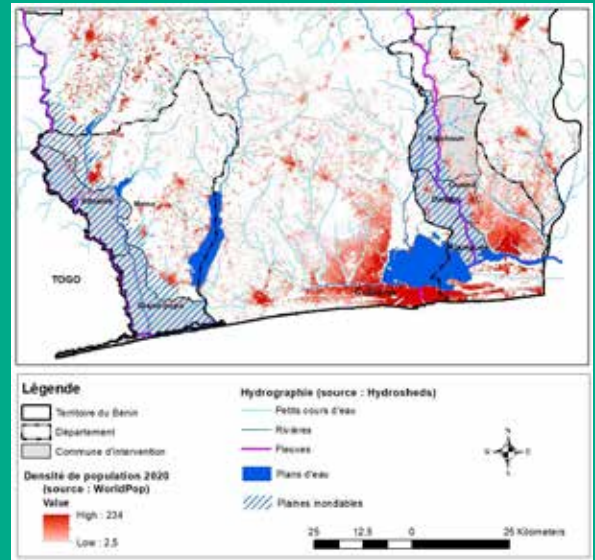 TOGO
Légende
Territoire du Bénin
Département
Commune d'intervention
Densité de population 2020
(source : WorldPop)
Value
High : 234
Low : 2,5
Hydrographie (source : Hydrosheds)
Petits cours d'eau
Rivières
Fleuves
Plans d'eau
Plaines inondables
N
W
E
S
25 12,5 0 25 Kilometers